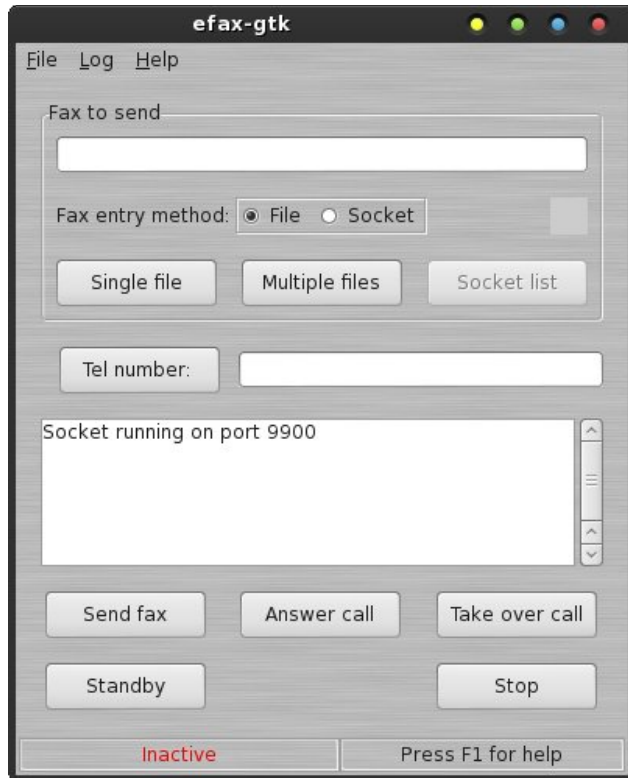 efax-gtk
File Log Help
Fax to send
Fax entry method: File Socket
Single file Multiple files Socket list
Tel number:
Socket running on port 9900
Send fax Answer call Take over call
Standby Stop
Inactive Press F1 for help